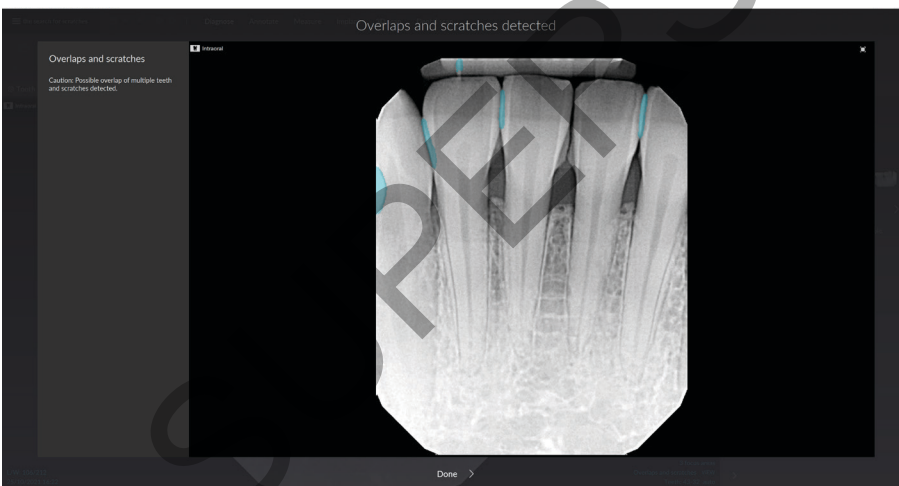 Overlaps and scratches detected
Overlaps and scratches
Caution: Possible overlap of multiple teeth
and scratches detected.
Intraoral
Done